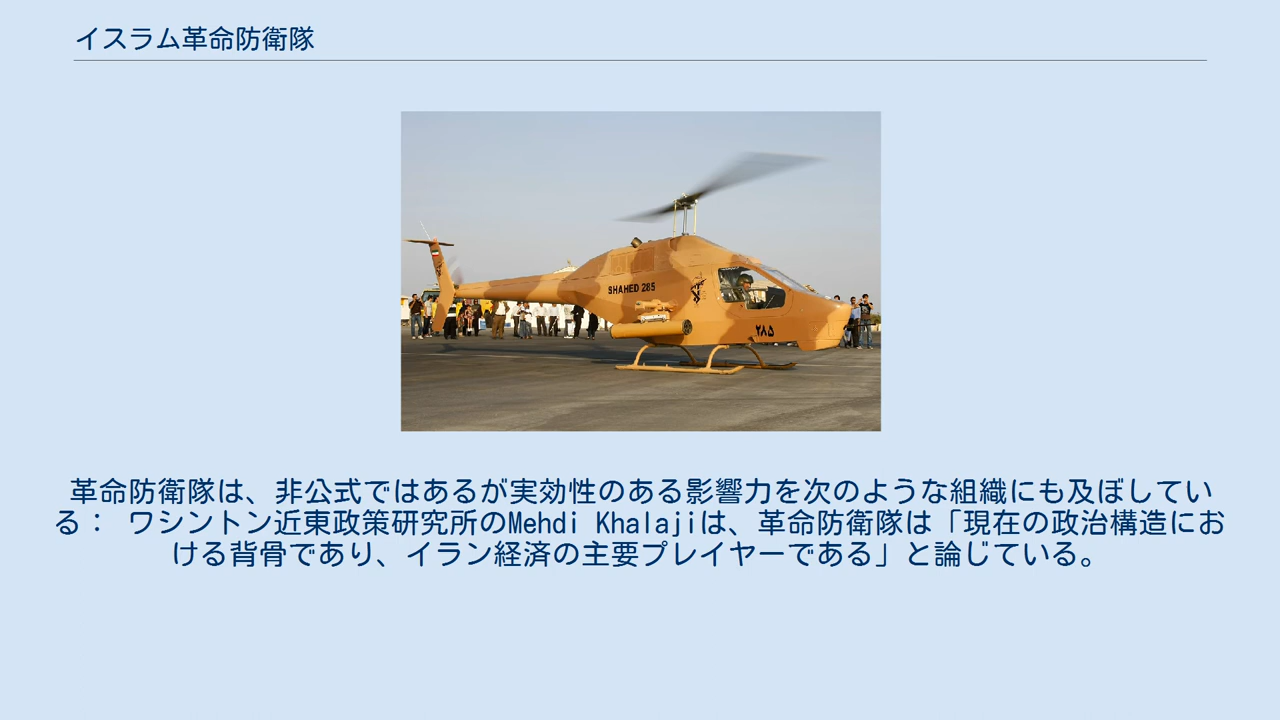 イスラム革命防衛隊
SHAHED 285
۲۸۵
革命防衛隊は、非公式ではあるが実効性のある影響力を次のような組織にも及ぼしてい
る： ワシントン近東政策研究所のMehdi Khalajiは、革命防衛隊は「現在の政治構造にお
ける背骨であり、イラン経済の主要プレイヤーである」と論じている。